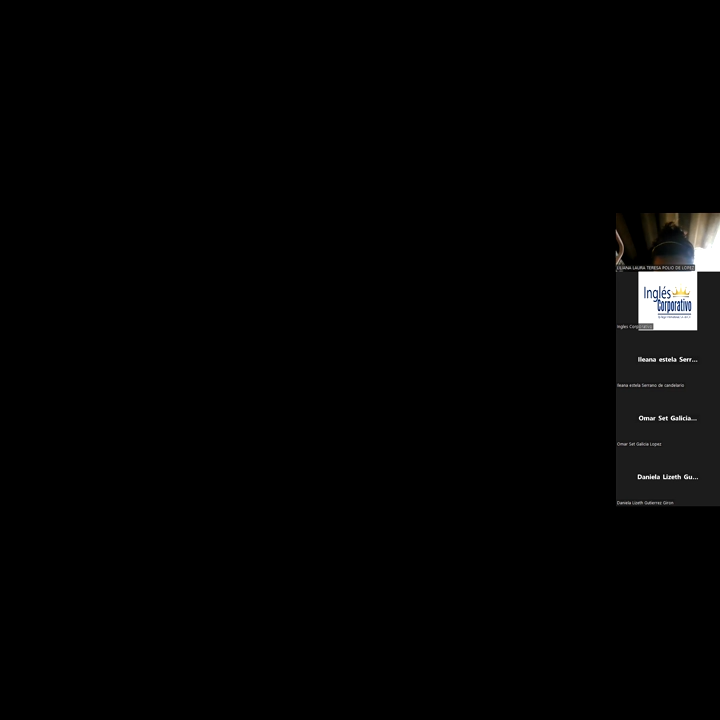 LAURA TERESA POLIO DE LOPEZ
Inglés
Corporativo
Ingles Corporativo
Ileana estela Serr...
Ileana estela Serrano de candelario
Omar Set Galicia...
Omar Set Galicia Lopez
Daniela Lizeth Gu...
Daniela Lizeth Gutierrez Giron